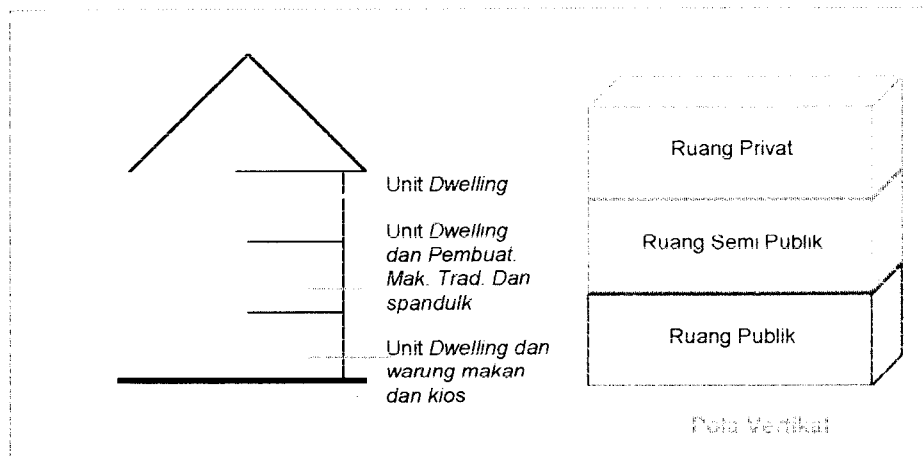 Unit Dwelling
Unit Dwelling
dan Pembuat.
Mak. Trad. Dan
spandulk
Unit Dwelling dan
warung makan
dan kios
Ruang Privat
Ruang Semi Publik
Ruang Publik
Pola Vertikal